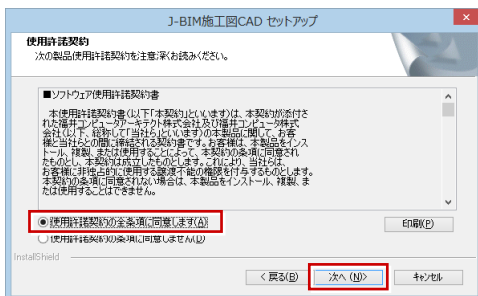 J-BIM施工図CAD セットアップ
使用許諾契約
次の製品使用許諾契約を注意深くお読みください。
■ソフトウェア使用許諾契約書
本使用許諾契約書(以下「本契約」といいます)は、本契約が添付さ
れた福井コンピュータアーキテクト株式会社及び福井コンピュータ株式
会社(以下、総称して「当社ら」といいます)の本製品に関して、お客
様と当社らとの間に締結される契約書です。お客様は、本製品をインス
トール、複製、または使用することによって、本契約の条項に同意され
たものとし、本契約は成立したものとします。これにより、当社らは、
お客様に非独占的に使用する譲渡不能の権限を付与するものとします。
本契約の条項に同意されない場合は、本製品をインストール、複製、ま
たは使用することはできません。
使用許諾契約の全条項に同意します(A)
印刷(P)
使用許諾契約の条項に同意しません(D)
InstallShield
< 戻る(B)
次へ (N)>
キャンセル